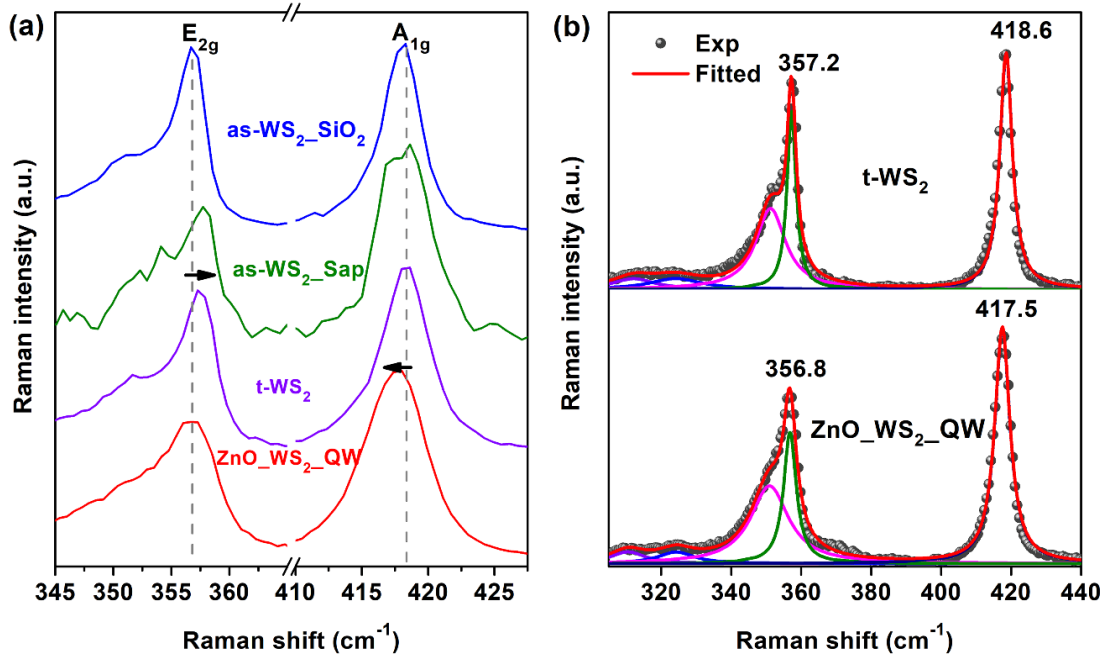 (a)
E2g
A1g
as-WS2_SiO2
as-WS2_Sap
t-WS2
ZnO_WS2_QW
Raman intensity (a.u.)
345 350 355 360 410 415 420 425
Raman shift (cm-1)
(b)
Exp
Fitted
357.2
418.6
t-WS2
356.8
417.5
ZnO_WS2_QW
Raman intensity (a.u.)
320 340 360 380 400 420 440
Raman shift (cm-1)